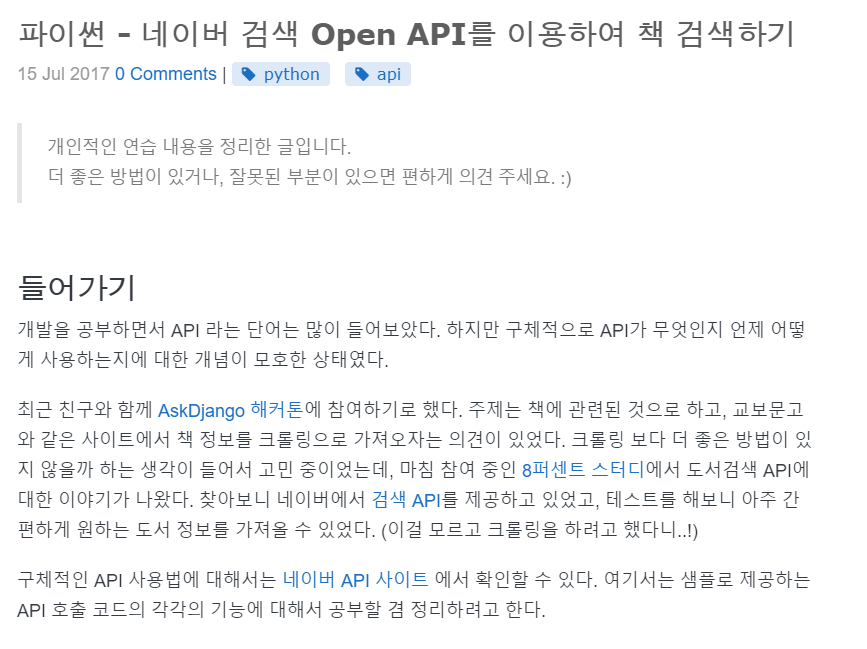 파이썬 - 네이버 검색 Open API를 이용하여 책 검색하기
15 Jul 2017 0 Comments | python api
개인적인 연습 내용을 정리한 글입니다.
더 좋은 방법이 있거나, 잘못된 부분이 있으면 편하게 의견 주세요. :)
들어가기
개발을 공부하면서 API 라는 단어는 많이 들어보았다. 하지만 구체적으로 API가 무엇인지 언제 어떻
게 사용하는지에 대한 개념이 모호한 상태였다.
최근 친구와 함께 AskDjango 해커톤에 참여하기로 했다. 주제는 책에 관련된 것으로 하고, 교보문고
와 같은 사이트에서 책 정보를 크롤링으로 가져오자는 의견이 있었다. 크롤링 보다 더 좋은 방법이 있
지 않을까 하는 생각이 들어서 고민 중이었는데, 마침 참여 중인 8퍼센트 스터디에서 도서검색 API에
대한 이야기가 나왔다. 찾아보니 네이버에서 검색 API를 제공하고 있었고, 테스트를 해보니 아주 간
편하게 원하는 도서 정보를 가져올 수 있었다. (이걸 모르고 크롤링을 하려고 했다니..!)
구체적인 API 사용법에 대해서는 네이버 API 사이트 에서 확인할 수 있다. 여기서는 샘플로 제공하는
API 호출 코드의 각각의 기능에 대해서 공부할 겸 정리하려고 한다.